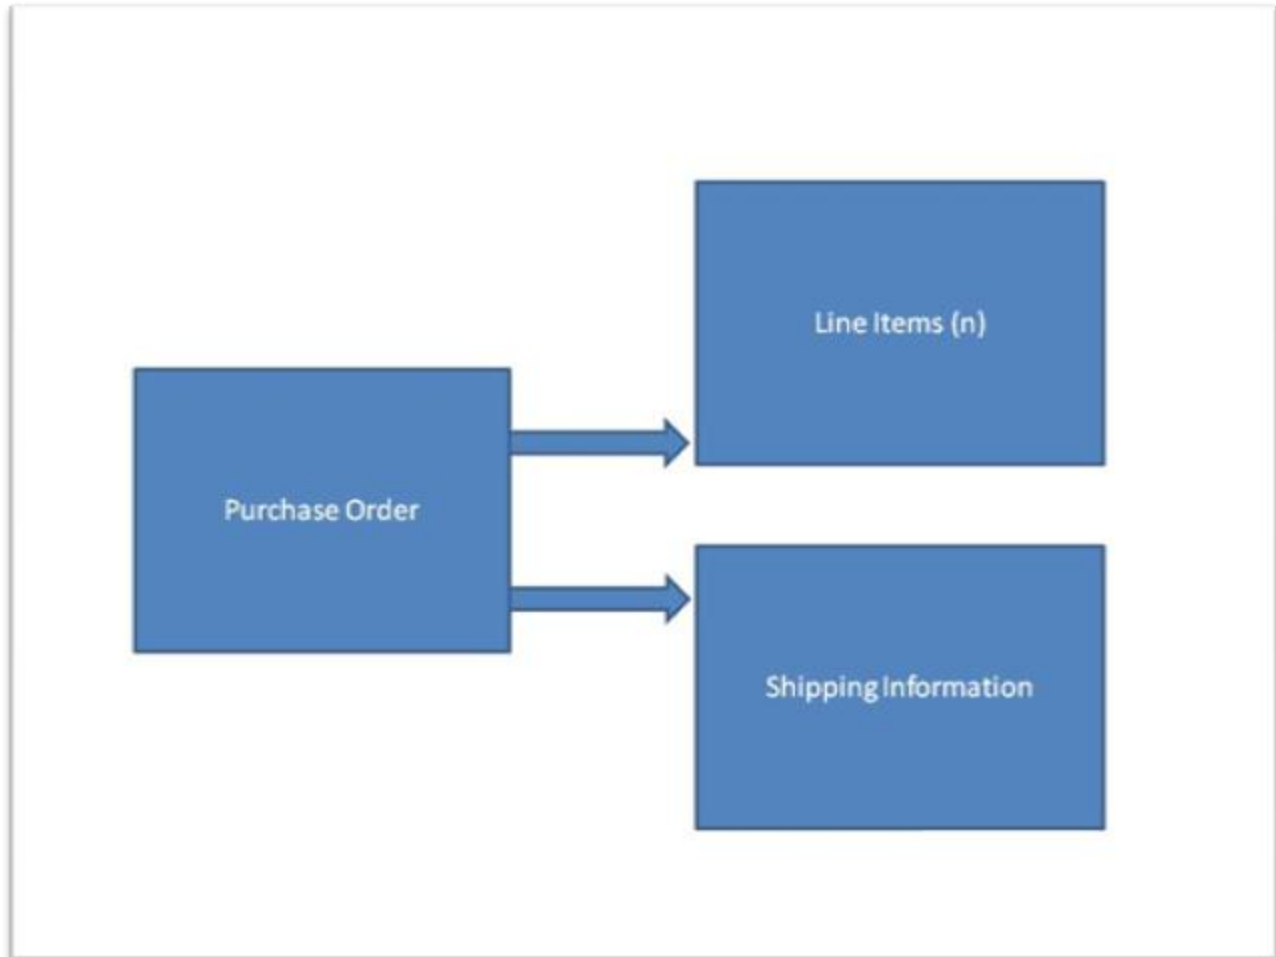 Line Items (n)
Purchase Order
Shipping Information